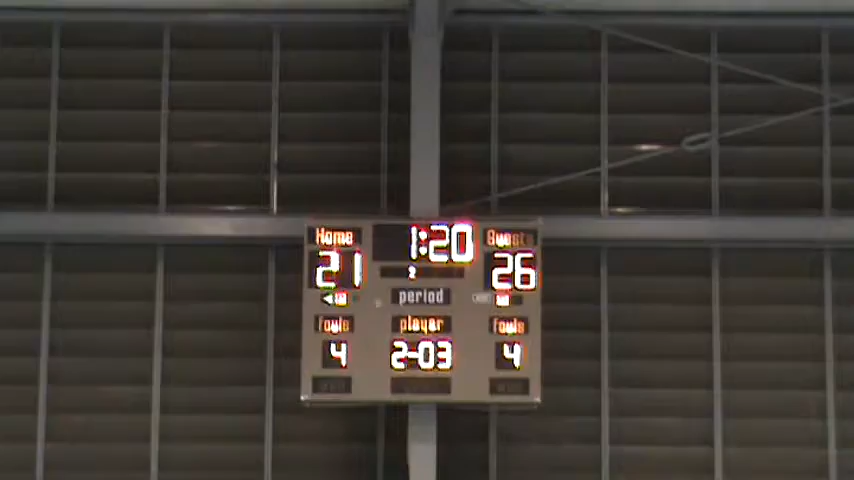 Home 1:20 Guests
21 2 26
period
Fouls player Fouls
4 2-03 4